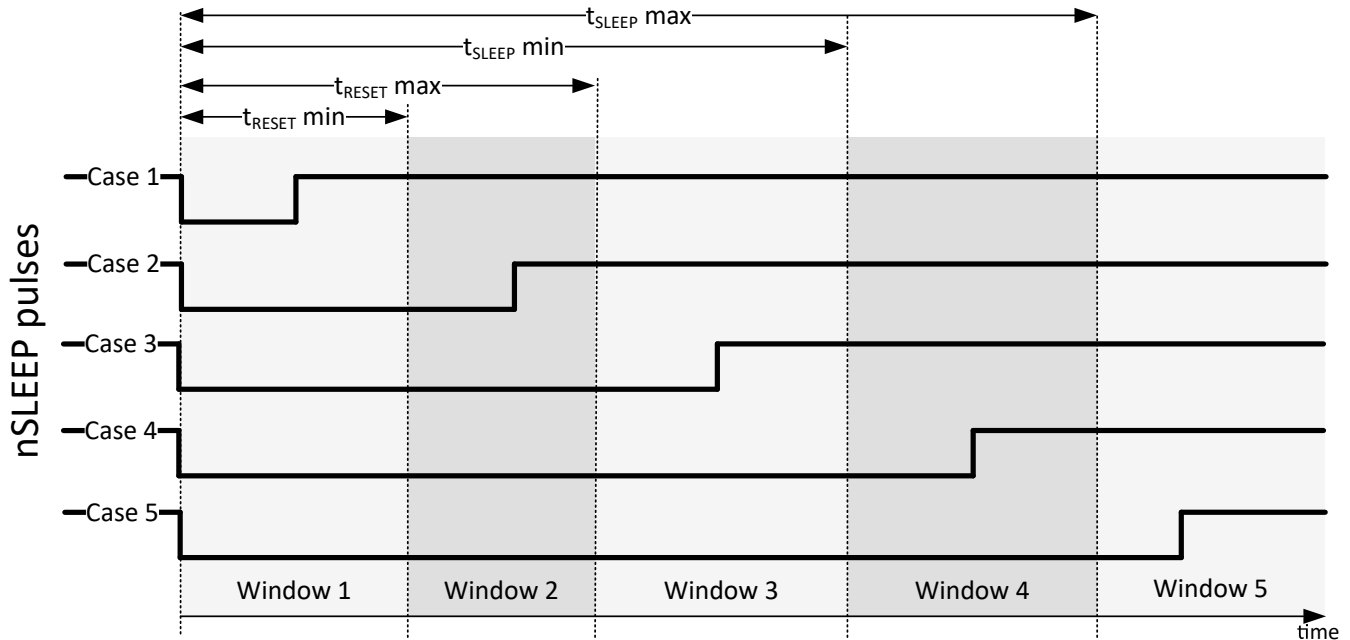 tSLEEP max
tSLEEP min
tRESET max
tRESET min
nSLEEP pulses
Case 1
Case 2
Case 3
Case 4
Case 5
Window 1 Window 2 Window 3 Window 4 Window 5
time